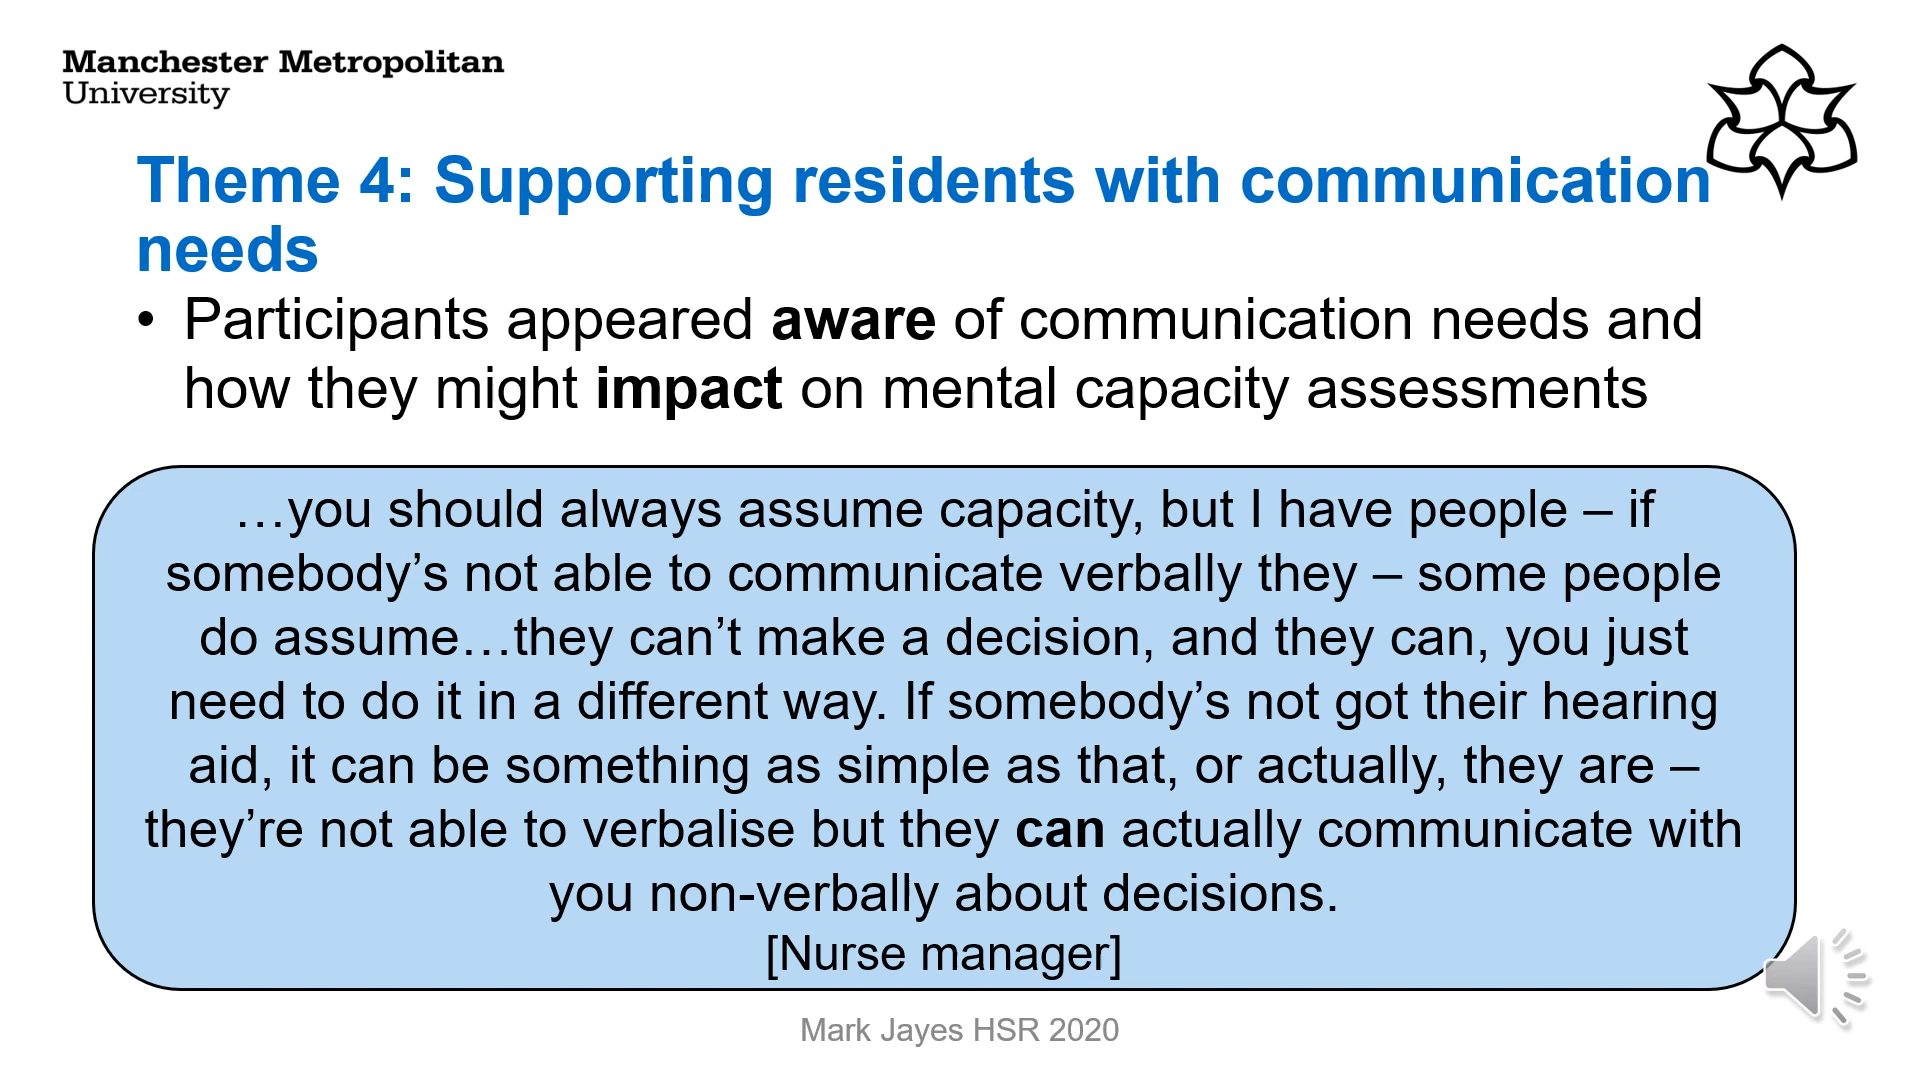 Manchester Metropolitan
University
Theme 4: Supporting residents with communication
needs
• Participants appeared aware of communication needs and
how they might impact on mental capacity assessments
…you should always assume capacity, but I have people – if
somebody’s not able to communicate verbally they – some people
do assume…they can’t make a decision, and they can, you just
need to do it in a different way. If somebody’s not got their hearing
aid, it can be something as simple as that, or actually, they are –
they’re not able to verbalise but they can actually communicate with
you non-verbally about decisions.
[Nurse manager]
Mark Jayes HSR 2020